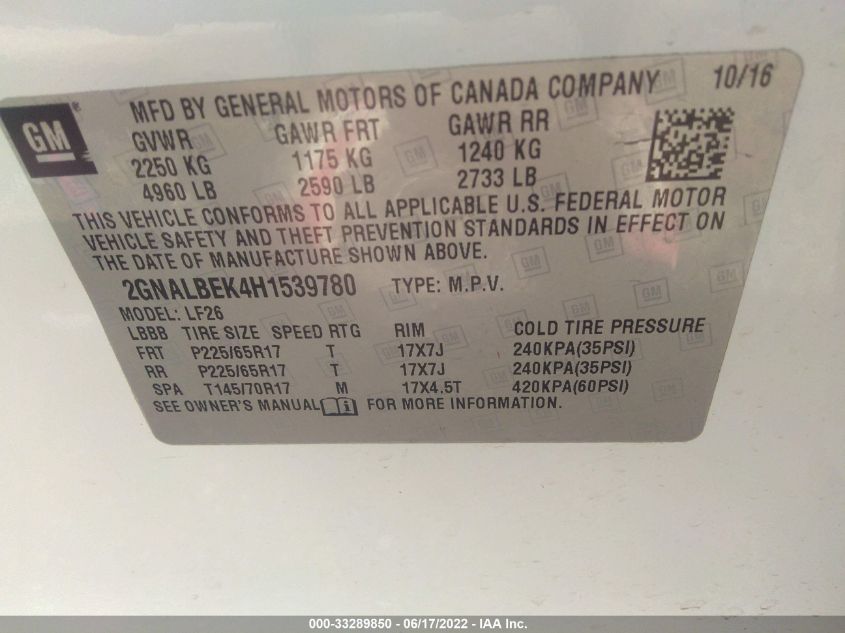 GM ®
MFD BY GENERAL MOTORS OF CANADA COMPANY 10/16
GVWR GAWR FRT GAWR RR
2250 KG 1175 KG 1240 KG
4960 LB 2590 LB 2733 LB
THIS VEHICLE CONFORMS TO ALL APPLICABLE U.S. FEDERAL MOTOR
VEHICLE SAFETY AND THEFT PREVENTION STANDARDS IN EFFECT ON
THE DATE OF MANUFACTURE SHOWN ABOVE.
2GNALBEK4H1539780 TYPE: M.P.V.
MODEL: LF26
LBBB TIRE SIZE SPEED RTG RIM COLD TIRE PRESSURE
FRT P225/65R17 T 17X7J 240KPA(35PSI)
RR P225/65R17 T 17X7J 240KPA(35PSI)
SPA T145/70R17 M 17X4.5T 420KPA(60PSI)
SEE OWNER'S MANUAL FOR MORE INFORMATION.
000-33289850 - 06/17/2022 - IAA Inc.